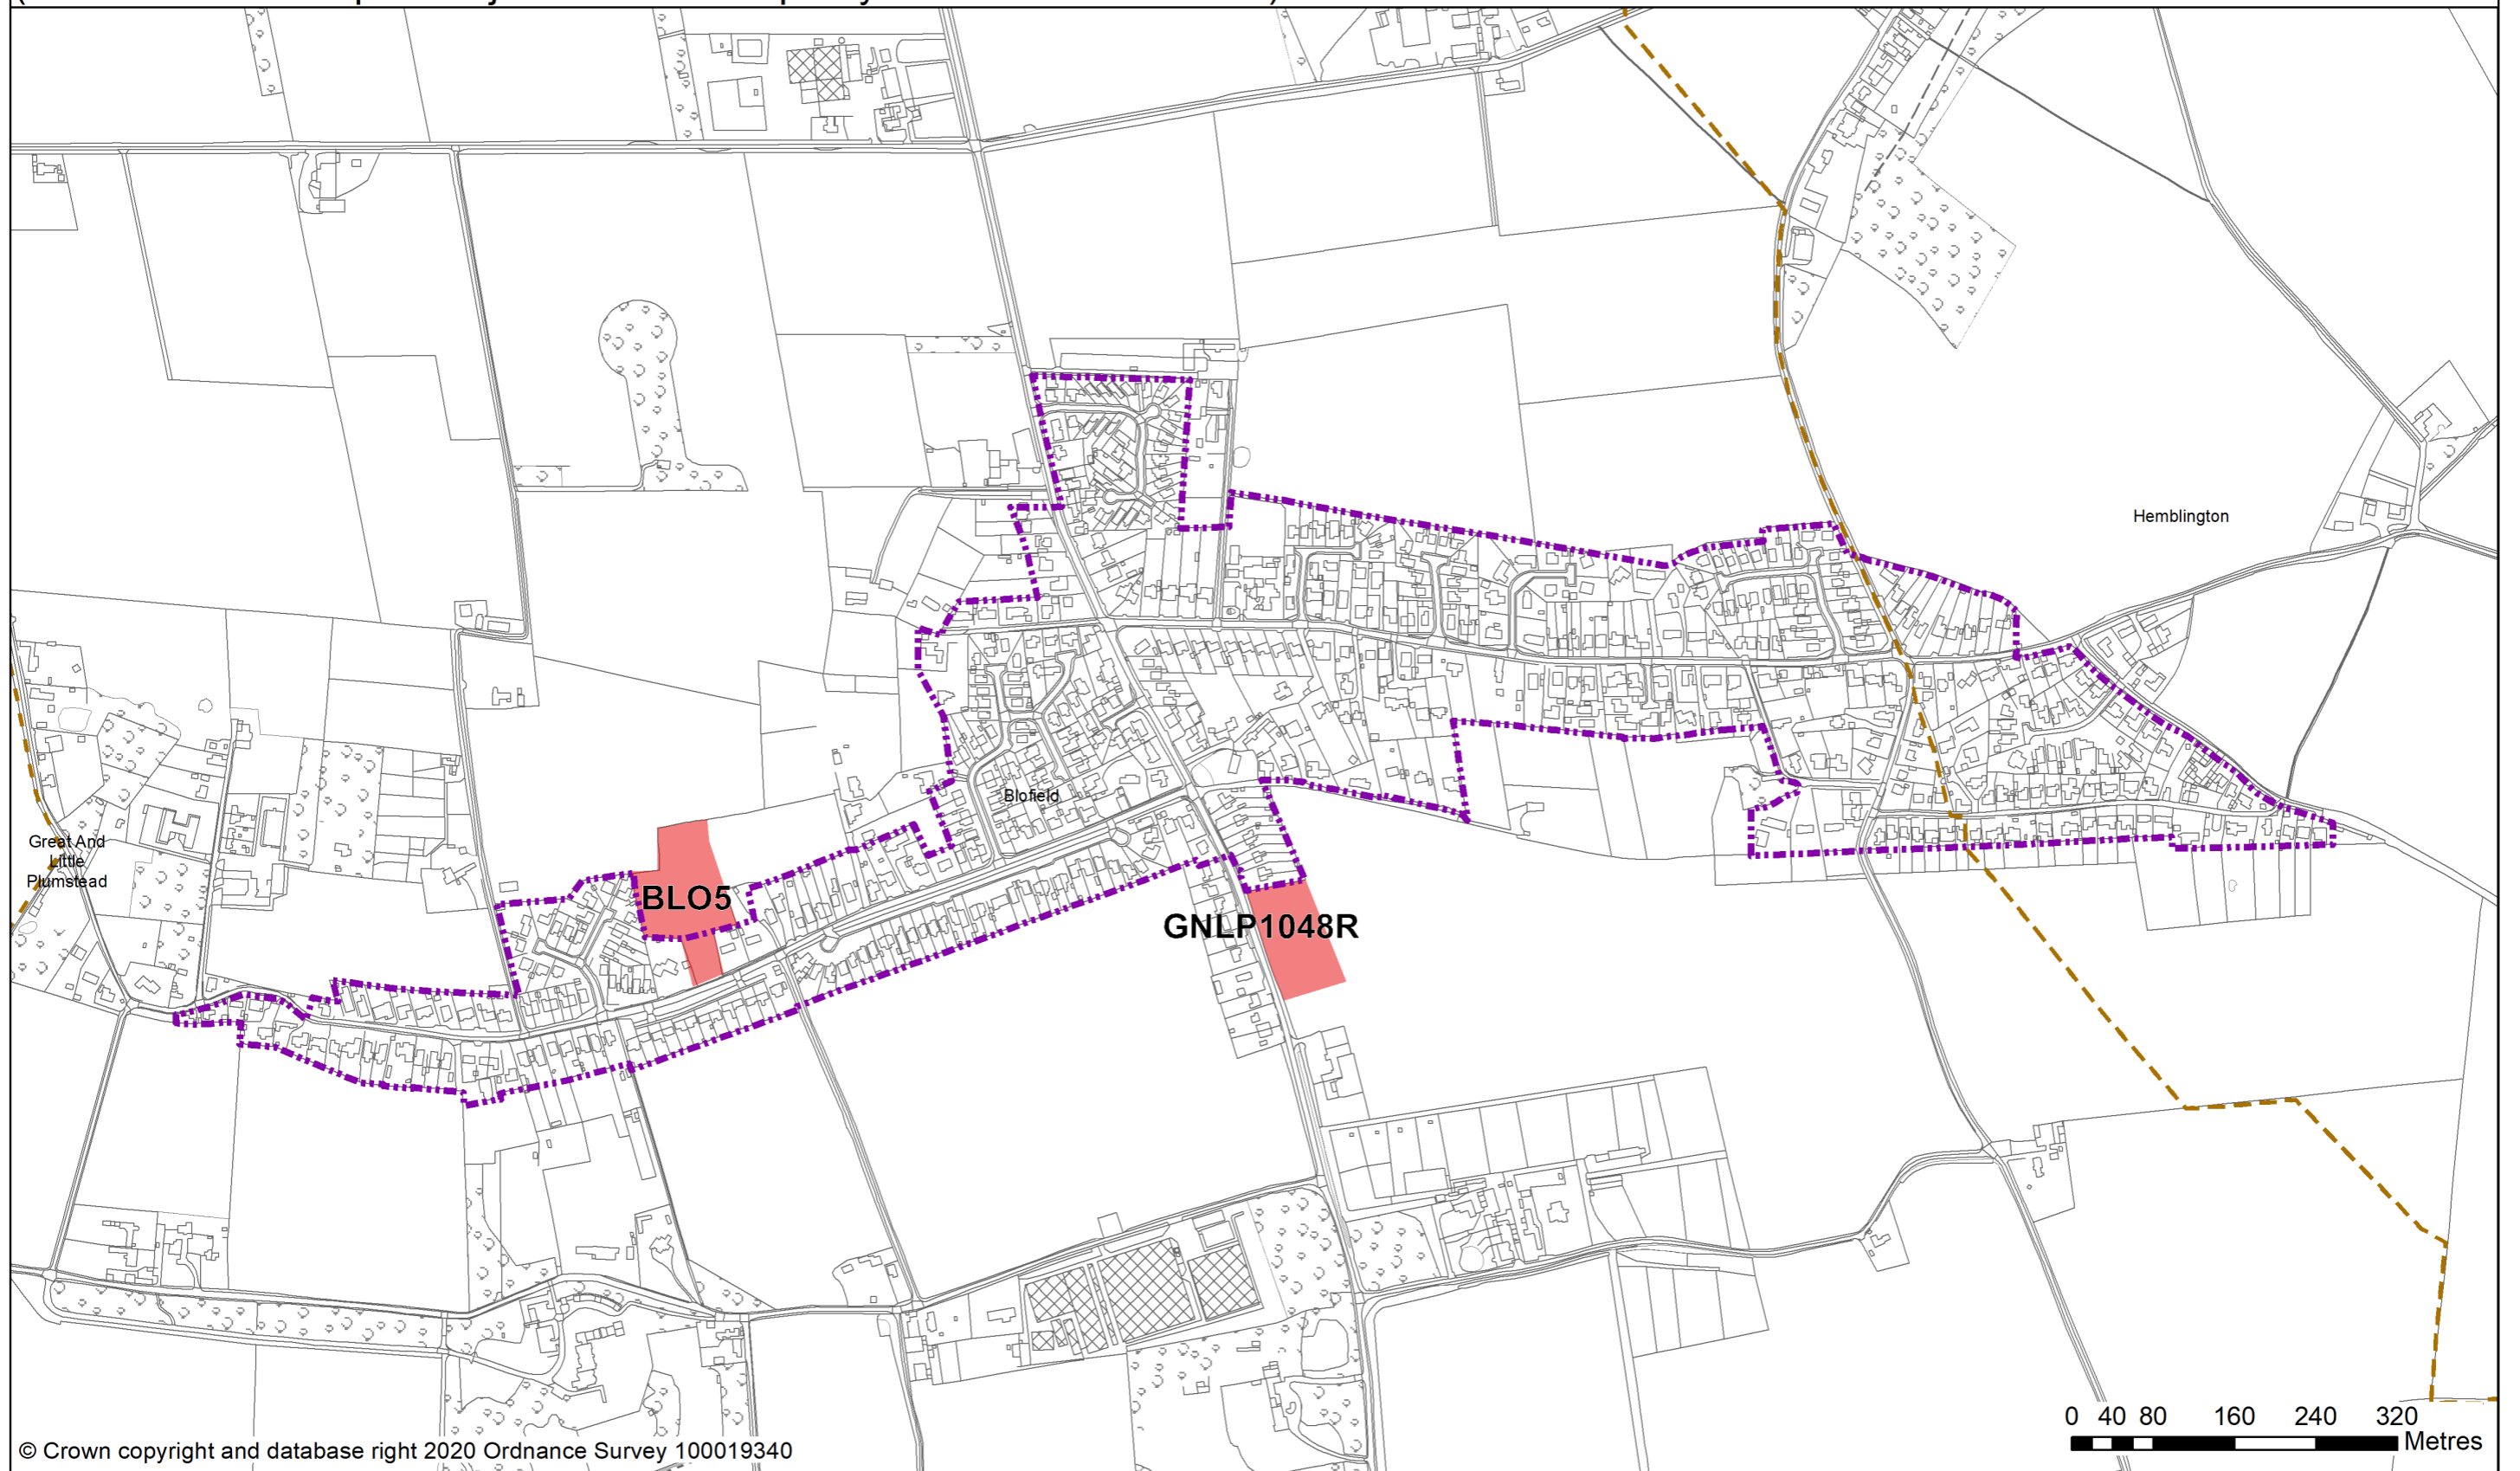 Hemblington
Blofield
Great And
Little
Plumstead
BLO5
GNLP1048R
0 40 80 160 240 320
Metres
© Crown copyright and database right 2020 Ordnance Survey 100019340